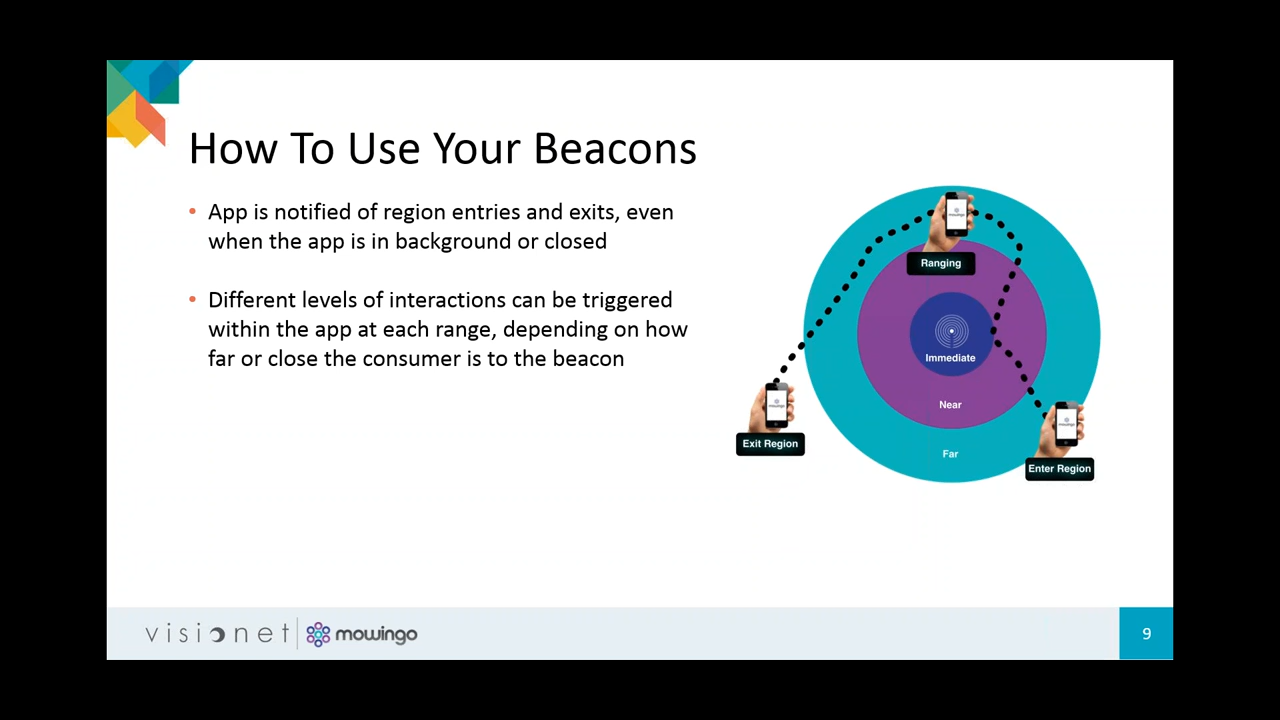 How To Use Your Beacons
• App is notified of region entries and exits, even
when the app is in background or closed
• Different levels of interactions can be triggered
within the app at each range, depending on how
far or close the consumer is to the beacon
mowingo
Ranging
Immediate
Near
Far
mowingo
Exit Region
mowingo
Enter Region
visionet
mowingo
9